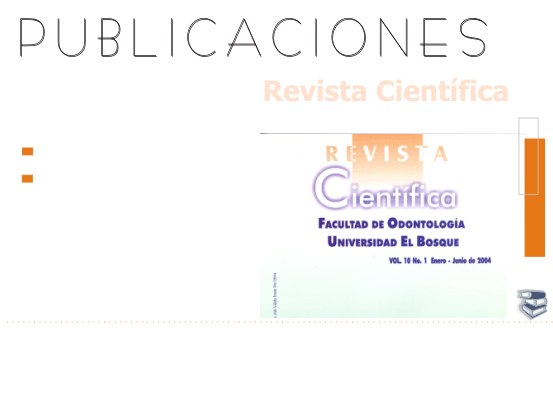 PUBLICACIONES
Revista Científica
REVISTA
Científica
FACULTAD DE ODONTOLOGÍA
UNIVERSIDAD EL BOSQUE
VOL. 10 No. 1 Enero - Junio de 2004